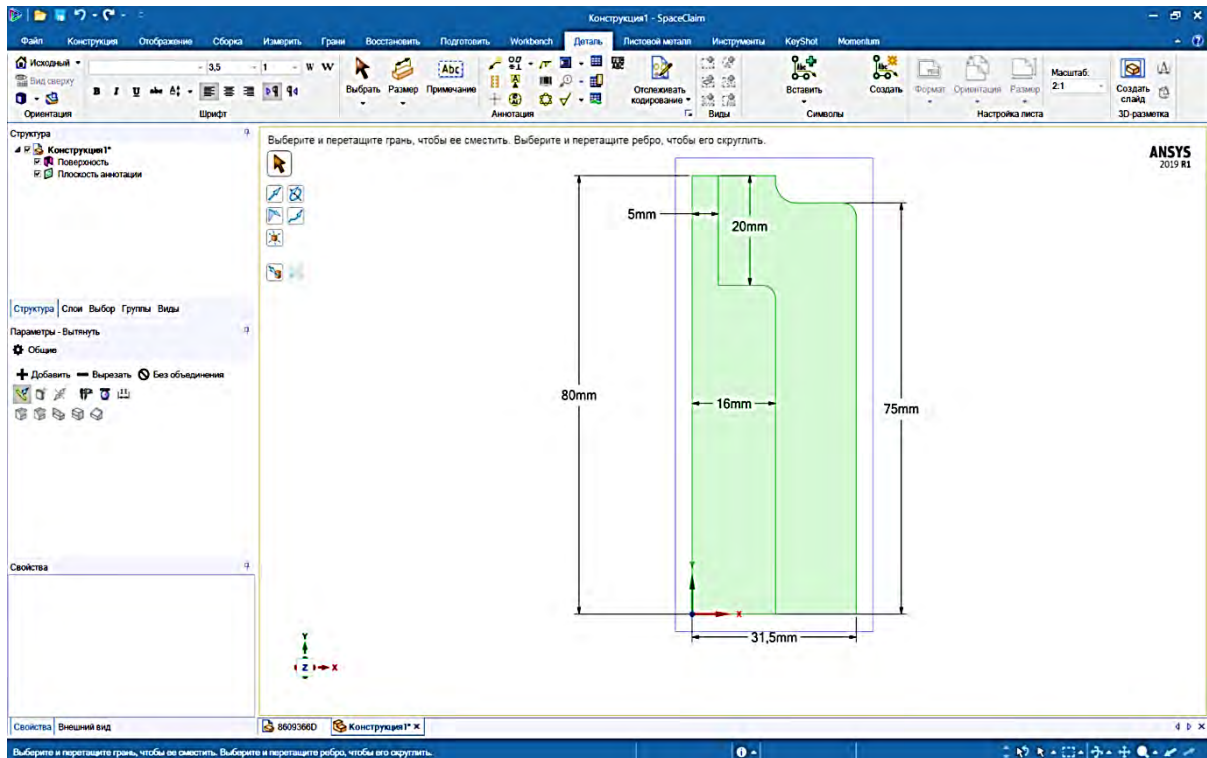 Конструкция1 - SpaceClaim
Файл Конструкция Отображение Сборка Измерить Грани Восстановить Подготовить Workbench Деталь Листовой металл Инструменты KeyShot Momentum
Исходный
Вид сверху
Ориентация
3,5 1 W W
B I U abc
Шрифт
Выбрать Размер Примечание
Abc
Аннотация
Отслеживать кодирование
Виды
Вставить
Символы
Создать
Формат Ориентация Размер
Масштаб:
2:1
Настройка листа
Создать слайд
3D-разметка
Структура
Конструкция1*
Поверхность
Плоскость аннотации
Структура Слои Выбор Группы Виды
Параметры - Вытянуть
Общие
Добавить Вырезать Без объединения
Свойства
Свойства Внешний вид
Выберите и перетащите грань, чтобы ее сместить. Выберите и перетащите ребро, чтобы его скруглить.
ANSYS
2019 R1
5mm
20mm
80mm
16mm
75mm
Y
X
31,5mm
Y
Z X
8609366D Конструкция1*
Выберите и перетащите грань, чтобы ее сместить. Выберите и перетащите ребро, чтобы его скруглить.